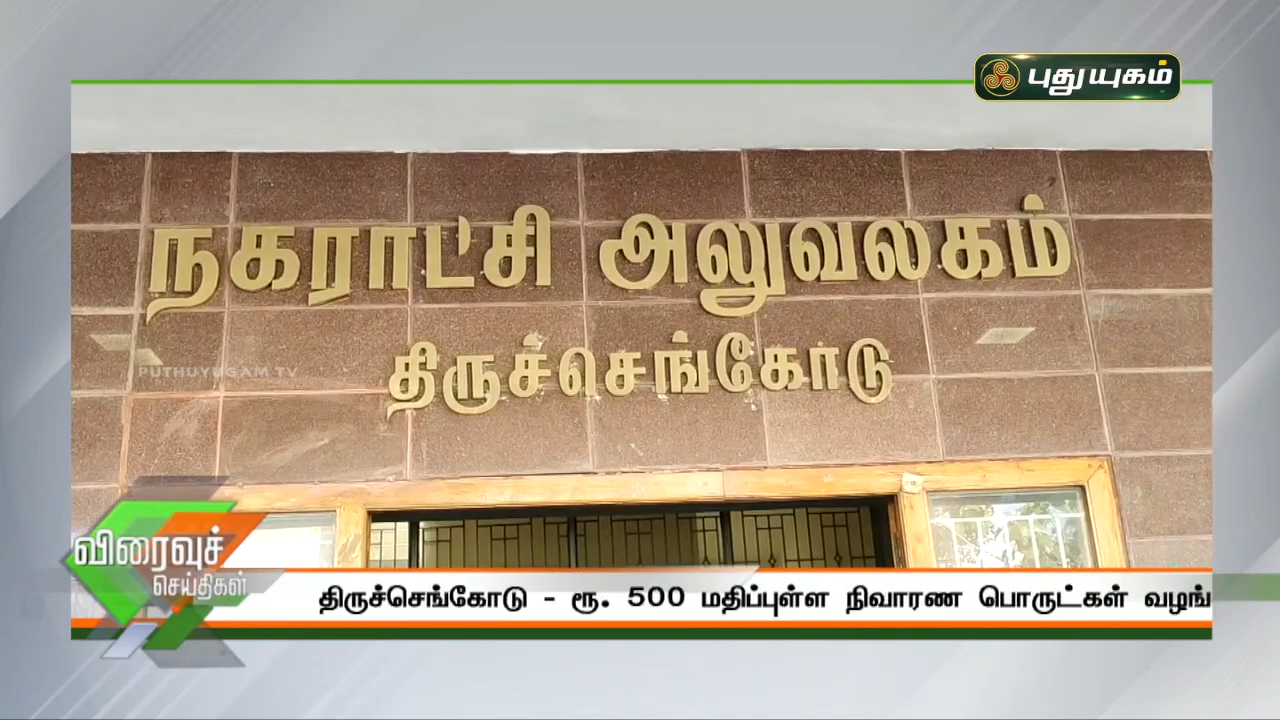 புதுயுகம்
நகராட்சி அலுவலகம்
திருச்செங்கோடு
PUTHUYUGAM TV
விரைவுச்
செய்திகள்
திருச்செங்கோடு - ரூ. 500 மதிப்புள்ள நிவாரண பொருட்கள் வழங்